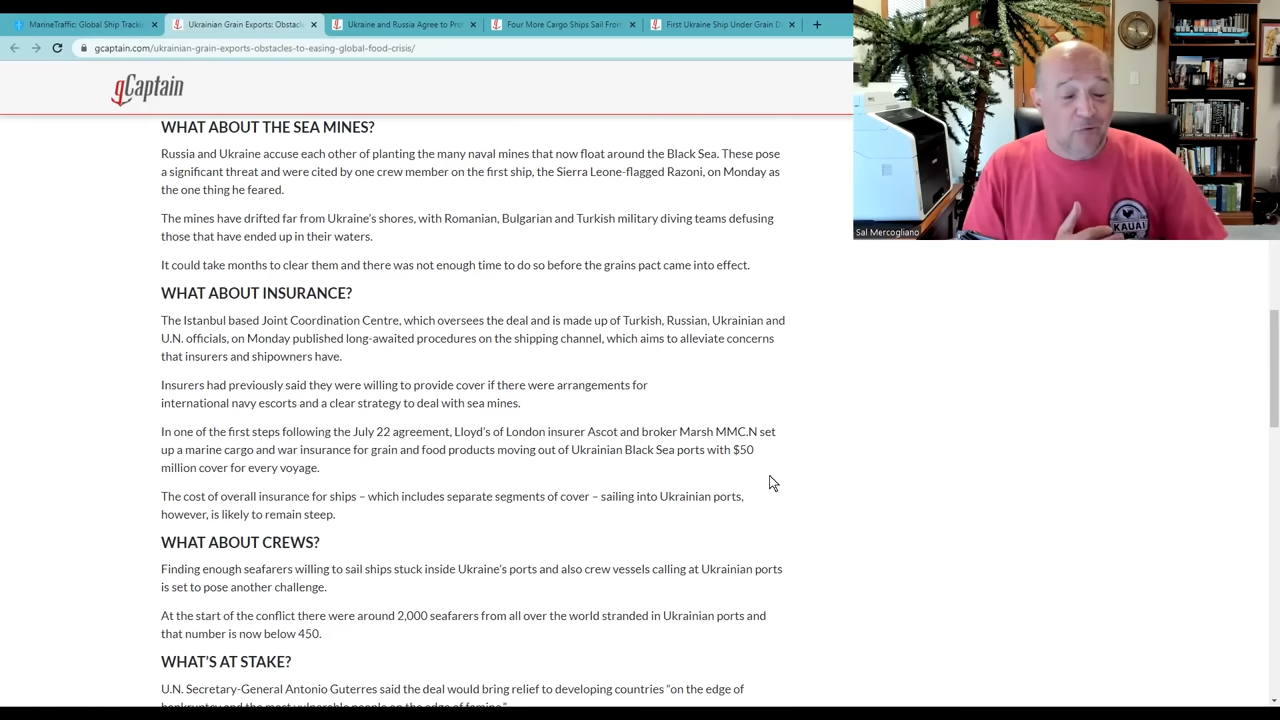 MarineTraffic: Global Ship Tracki
Ukrainian Grain Exports: Obstacle
Ukraine and Russia Agree to Pro
Four More Cargo Ships Sail From
First Ukraine Ship Under Grain D
gcaptain.com/ukrainian-grain-exports-obstacles-to-easing-global-food-crisis/
gCaptain
WHAT ABOUT THE SEA MINES?
Russia and Ukraine accuse each other of planting the many naval mines that now float around the Black Sea. These pose
a significant threat and were cited by one crew member on the first ship, the Sierra Leone-flagged Razoni, on Monday as
the one thing he feared.
The mines have drifted far from Ukraine’s shores, with Romanian, Bulgarian and Turkish military diving teams defusing
those that have ended up in their waters.
It could take months to clear them and there was not enough time to do so before the grains pact came into effect.
WHAT ABOUT INSURANCE?
The Istanbul based Joint Coordination Centre, which oversees the deal and is made up of Turkish, Russian, Ukrainian and
U.N. officials, on Monday published long-awaited procedures on the shipping channel, which aims to alleviate concerns
that insurers and shipowners have.
Insurers had previously said they were willing to provide cover if there were arrangements for
international navy escorts and a clear strategy to deal with sea mines.
In one of the first steps following the July 22 agreement, Lloyd’s of London insurer Ascot and broker Marsh MMC.N set
up a marine cargo and war insurance for grain and food products moving out of Ukrainian Black Sea ports with $50
million cover for every voyage.
The cost of overall insurance for ships – which includes separate segments of cover – sailing into Ukrainian ports,
however, is likely to remain steep.
WHAT ABOUT CREWS?
Finding enough seafarers willing to sail ships stuck inside Ukraine’s ports and also crew vessels calling at Ukrainian ports
is set to pose another challenge.
At the start of the conflict there were around 2,000 seafarers from all over the world stranded in Ukrainian ports and
that number is now below 450.
WHAT’S AT STAKE?
U.N. Secretary-General Antonio Guterres said the deal would bring relief to developing countries “on the edge of
bankruptcy and the most vulnerable people on the edge of famine.”
KAUAI
Sal Mercogliano